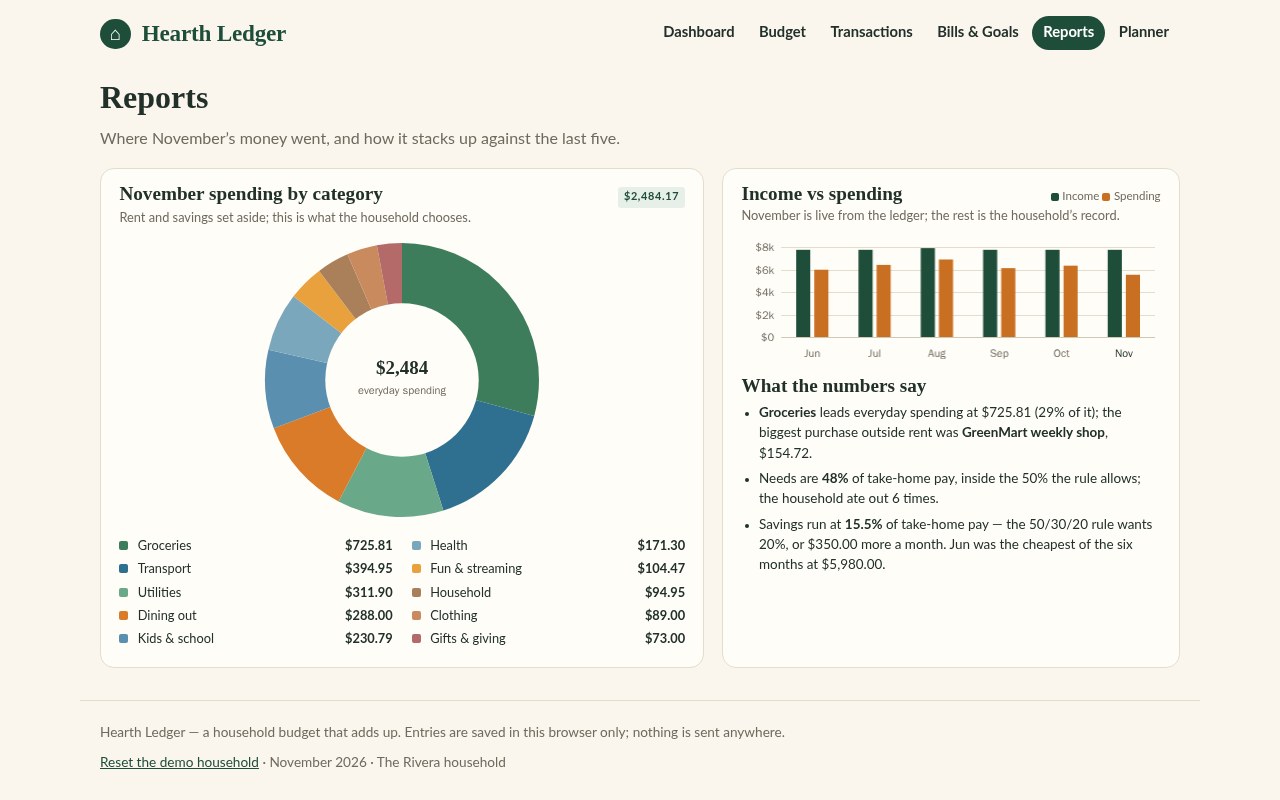 ⌂ Hearth Ledger
Dashboard Budget Transactions Bills & Goals Reports Planner
Reports
Where November's money went, and how it stacks up against the last five.
November spending by category
$2,484.17
Rent and savings set aside; this is what the household chooses.
$2,484
everyday spending
Groceries $725.81
Transport $394.95
Utilities $311.90
Dining out $288.00
Kids & school $230.79
Health $171.30
Fun & streaming $104.47
Household $94.95
Clothing $89.00
Gifts & giving $73.00
Income vs spending
Income Spending
November is live from the ledger; the rest is the household's record.
$8k
$6k
$4k
$2k
$0
Jun Jul Aug Sep Oct Nov
What the numbers say
• Groceries leads everyday spending at $725.81 (29% of it); the
biggest purchase outside rent was GreenMart weekly shop,
$154.72.
• Needs are 48% of take-home pay, inside the 50% the rule allows;
the household ate out 6 times.
• Savings run at 15.5% of take-home pay — the 50/30/20 rule wants
20%, or $350.00 more a month. Jun was the cheapest of the six
months at $5,980.00.
Hearth Ledger — a household budget that adds up. Entries are saved in this browser only; nothing is sent anywhere.
Reset the demo household · November 2026 · The Rivera household